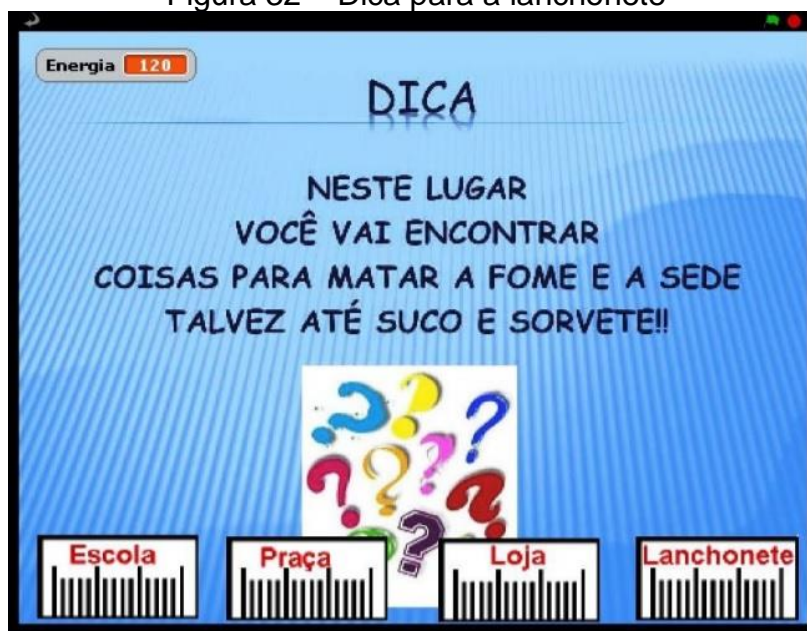 Energia 120
DICA
NESTE LUGAR
VOCÊ VAI ENCONTRAR
COISAS PARA MATAR A FOME E A SEDE
TALVEZ ATÉ SUCO E SORVETE!!
Escola Praça Loja Lanchonete